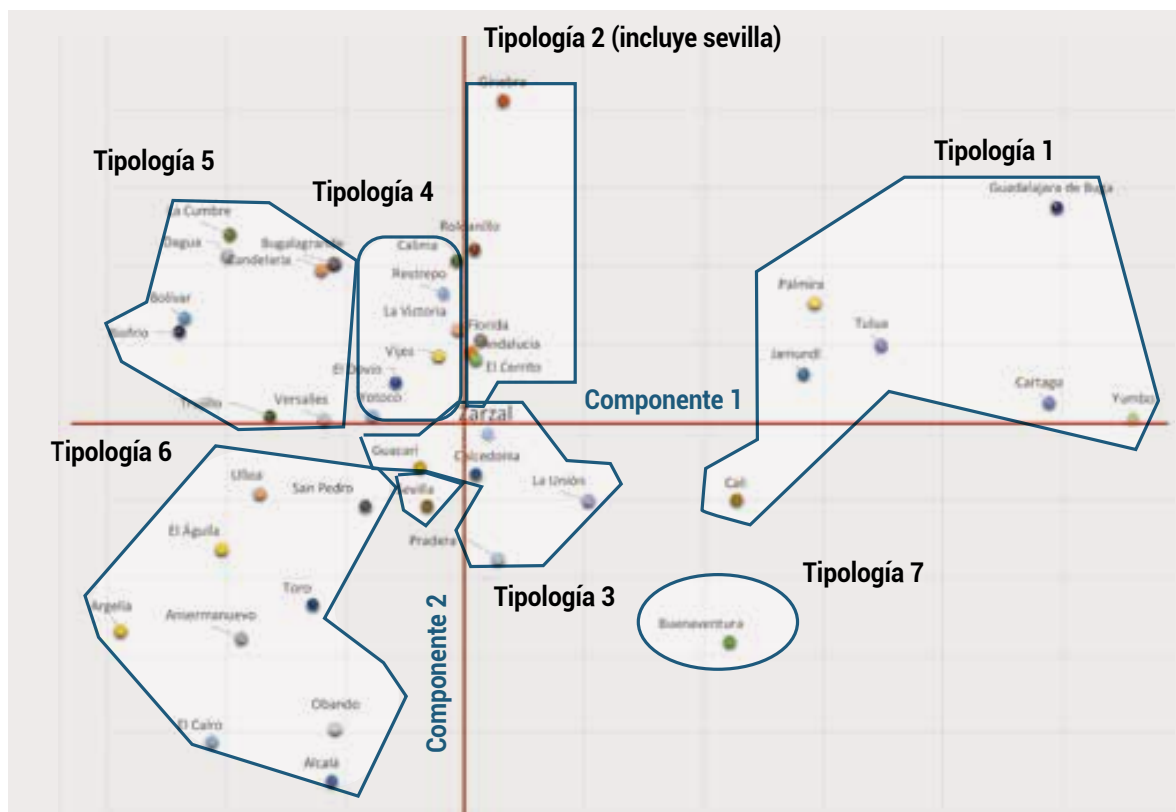 Tipología 2 (incluye sevilla)
Ginebra
Tipología 5
Tipología 1
Tipología 4
Guadalajara de Buga
La Cumbre
Dagua
Bugalagrande
Candelaria
Calima
Roldanillo
Restrepo
Palmira
Bolívar
Riofrio
La Victoria
Florida
Andalucia
Tulua
Vijes
El Cerrito
El Dovio
Jamundí
Trujillo
Versalles
Yotoco
Componente 1
Cartago
Yumbo
Zarzal
Tipología 6
Guacarí
Caicedonia
Ulloa
San Pedro
Sevilla
La Unión
Cali
El Águila
Pradera
Tipología 7
Toro
Tipología 3
Argelia
Ansermanuevo
Buenaventura
Componente 2
Obando
El Cairo
Alcalá